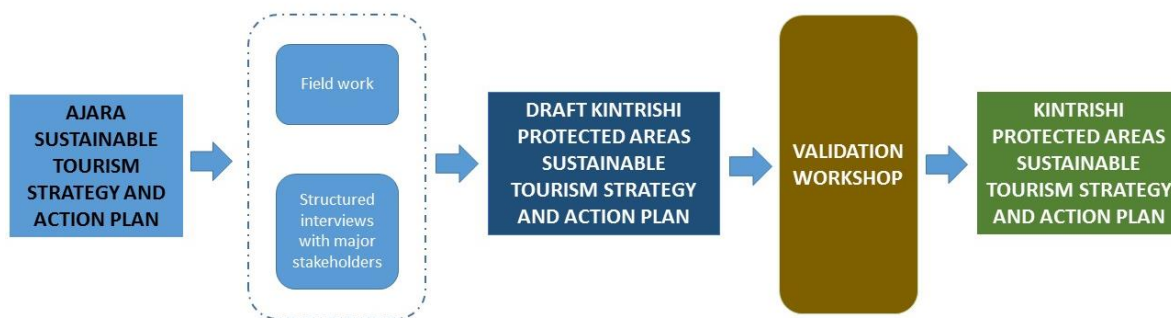 AJARA
SUSTAINABLE
TOURISM
STRATEGY AND
ACTION PLAN
Field work
Structured
interviews
with major
stakeholders
DRAFT KINTRISHI
PROTECTED AREAS
SUSTAINABLE
TOURISM STRATEGY
AND ACTION PLAN
VALIDATION
WORKSHOP
KINTRISHI
PROTECTED AREAS
SUSTAINABLE
TOURISM STRATEGY
AND ACTION PLAN